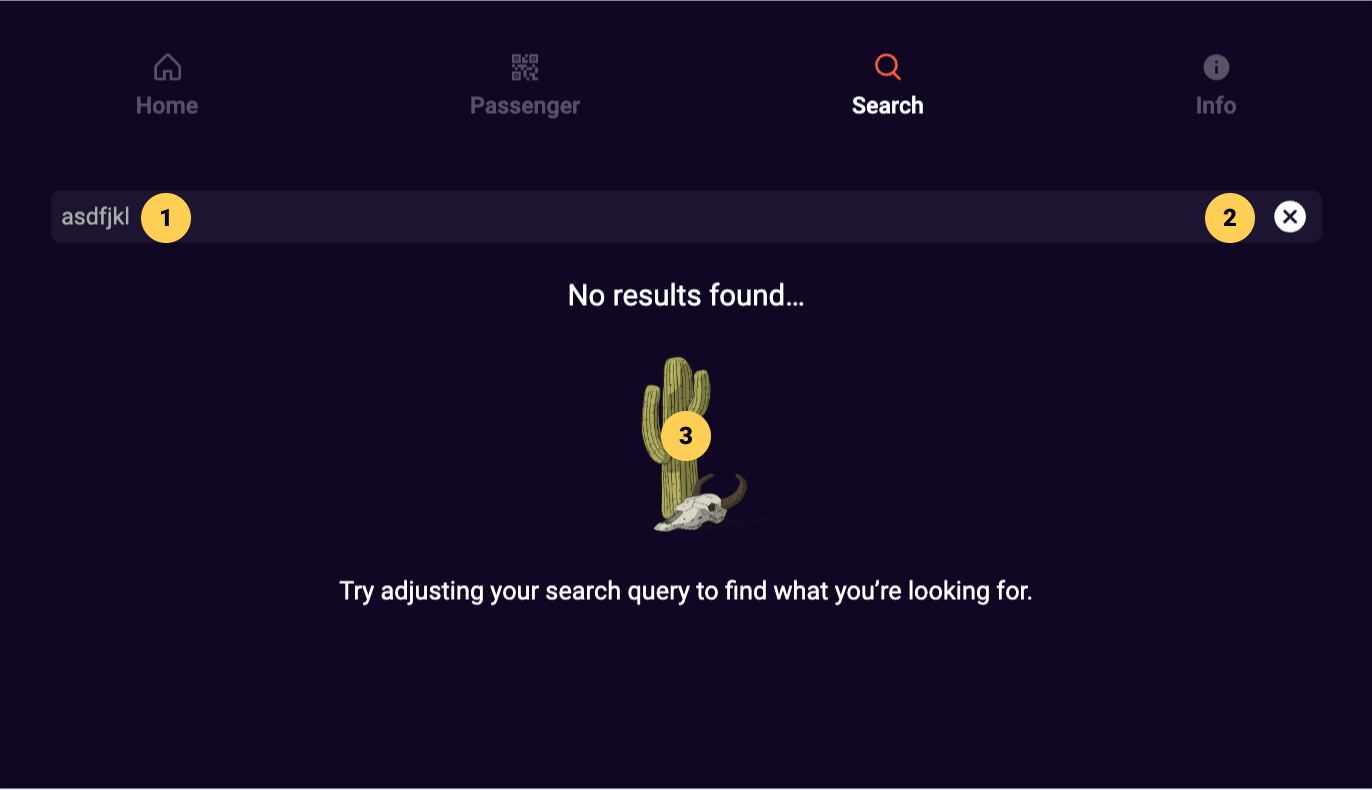 Home Passenger Search Info
asdfjkl 1 2
No results found...
3
Try adjusting your search query to find what you’re looking for.